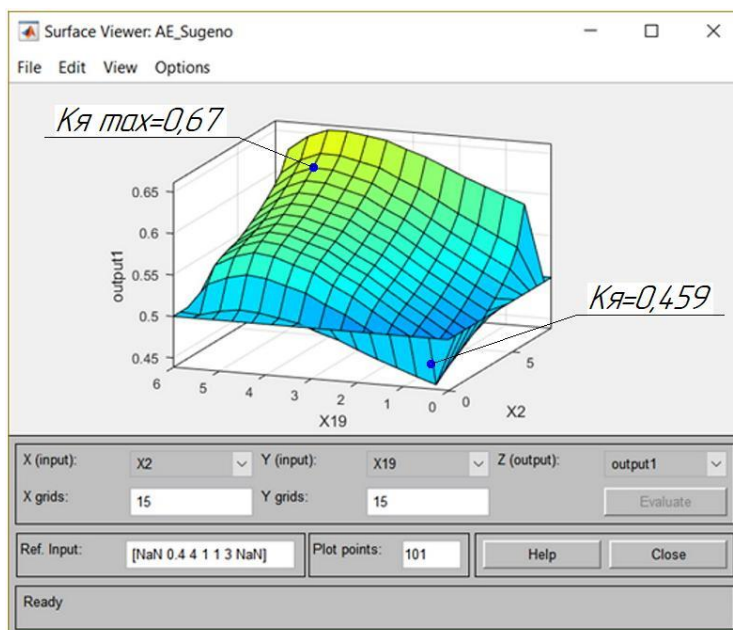 Surface Viewer: AE_Sugeno
File Edit View Options
Kя max=0,67
0.65
0.6
0.55
0.5
0.45
output1
Kя=0,459
6 5 4 3 2 1 0
X19
0 5
X2
X (input): X2 Y (input): X19 Z (output): output1
X grids: 15 Y grids: 15 Evaluate
Ref. Input: [NaN 0.4 4 1 1 3 NaN] Plot points: 101 Help Close
Ready